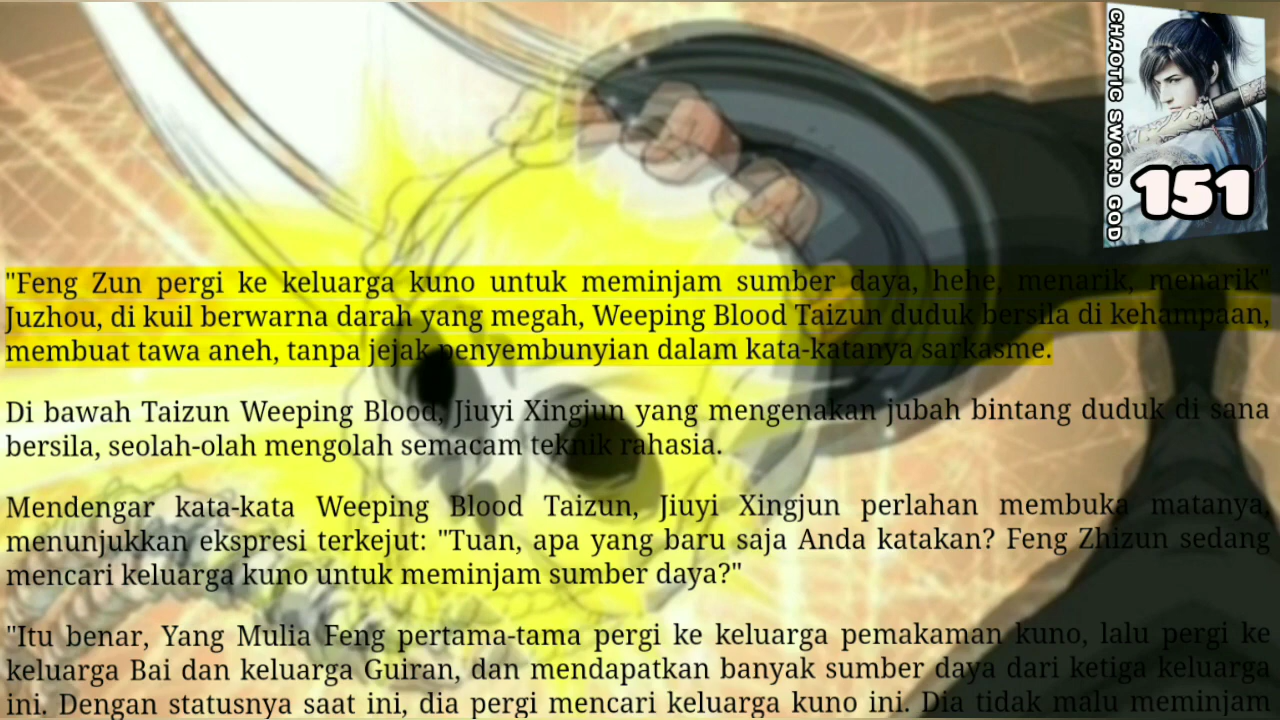 CHAOTIC SWORD GOD
151
"Feng Zun pergi ke keluarga kuno untuk meminjam sumber daya, hehe, menarik, menarik"
Juzhou, di kuil berwarna darah yang megah, Weeping Blood Taizun duduk bersila di kehampaan,
membuat tawa aneh, tanpa jejak penyembunyian dalam kata-katanya sarkasme.
Di bawah Taizun Weeping Blood, Jiuyi Xingjun yang mengenakan jubah bintang duduk di sana
bersila, seolah-olah mengolah semacam teknik rahasia.
Mendengar kata-kata Weeping Blood Taizun, Jiuyi Xingjun perlahan membuka matanya,
menunjukkan ekspresi terkejut: "Tuan, apa yang baru saja Anda katakan? Feng Zhizun sedang
mencari keluarga kuno untuk meminjam sumber daya?"
"Itu benar, Yang Mulia Feng pertama-tama pergi ke keluarga pemakaman kuno, lalu pergi ke
keluarga Bai dan keluarga Guiran, dan mendapatkan banyak sumber daya dari ketiga keluarga
ini. Dengan statusnya saat ini, dia pergi mencari keluarga kuno ini. Dia tidak malu meminjam